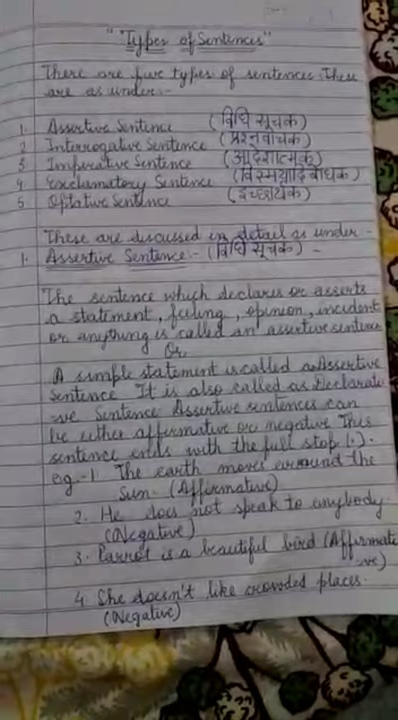 "Types of Sentences"
There are five types of sentences. These
are as under:-
1. Assertive Sentence (विधि सूचक)
2 Interrogative Sentence (प्रश्नवाचक)
3 Imperative Sentence (आदेशात्मक)
4 Exclamatory Sentence (विस्मयादि बोधक)
5 Optative Sentence (इच्छार्थक)
These are discussed in detail as under -
1. Assertive Sentence:- (विधि सूचक) -
The sentence which declares or asserts
a statement, feeling, opinion, incident
or anything is called an assertive sentence
Or
A simple statement is called as Assertive
Sentence It is also called as Declarati
-ve Sentence Assertive sentences can
be either affirmative or negative This
sentence ends with the full stop (.).
eg.-1. The earth moves around the
Sun. (Affirmative)
2. He does not speak to anybody.
(Negative)
3. Parrot is a beautiful bird (Affirmati
-ve)
4. She doesn't like crowded places.
(Negative)